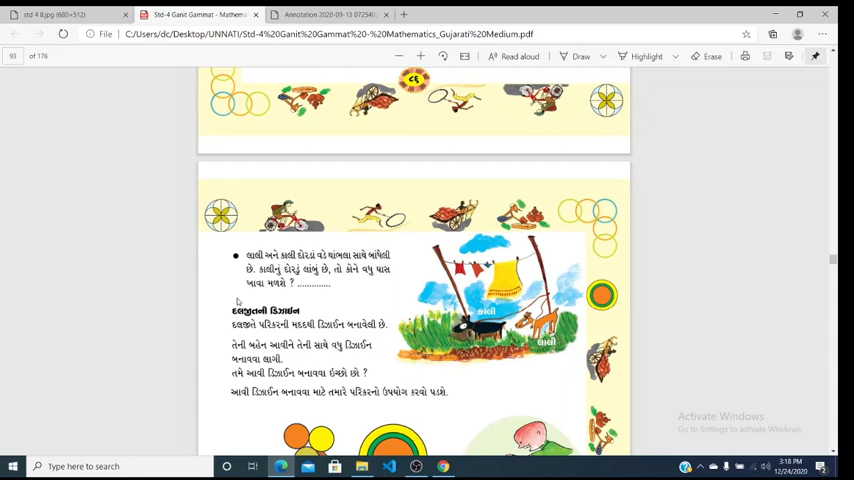 std 4 8.jpg (680×512)
Std-4 Ganit Gammat - Mathema
Annotation 2020-09-13 072540
File
C:/Users/dc/Desktop/UNNATI/Std-4%20Ganit%20Gammat%20-%20Mathematics_Gujarati%20Medium.pdf
93 of 176
Read aloud
Draw
Highlight
Erase
૮૬
લાલી અને કાલી દોરડાં વડે થાંભલા સાથે બાંધેલી
છે. કાલીનું દોરડું લાંબું છે, તો કોને વધુ ઘાસ
ખાવા મળશે ? ..............
કાલી
લાલી
દલજીતની ડિઝાઈન
દલજીતે પરિકરની મદદથી ડિઝાઈન બનાવેલી છે.
તેની બહેન આવીને તેની સાથે વધુ ડિઝાઈન
બનાવવા લાગી.
તમે આવી ડિઝાઈન બનાવવા ઇચ્છો છો ?
આવી ડિઝાઈન બનાવવા માટે તમારે પરિકરનો ઉપયોગ કરવો પડશે.
Activate Windows
Go to Settings to activate Windows.
Type here to search
3:18 PM
12/24/2020